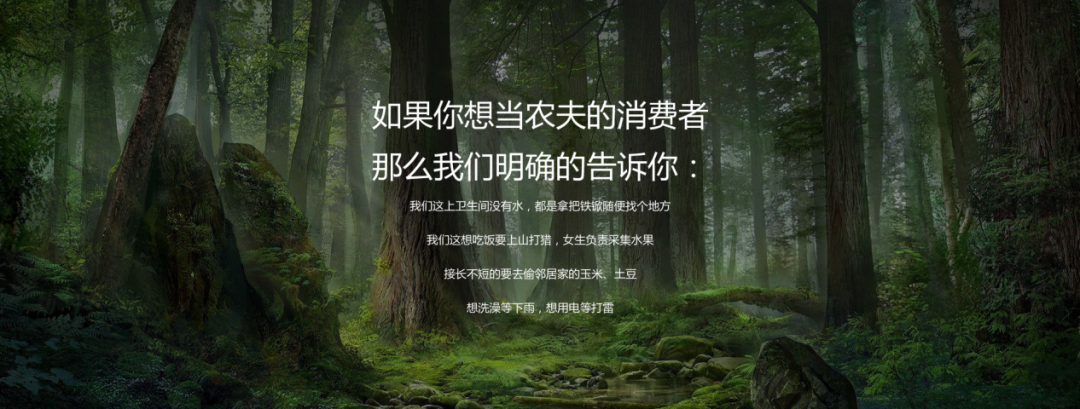 如果你想当农夫的消费者
那么我们明确的告诉你：
我们这上卫生间没有水，都是拿把铁锨随便找个地方
我们这想吃饭要上山打猎，女生负责采集水果
接长不短的要去偷邻居家的玉米、土豆
想洗澡等下雨，想用电等打雷